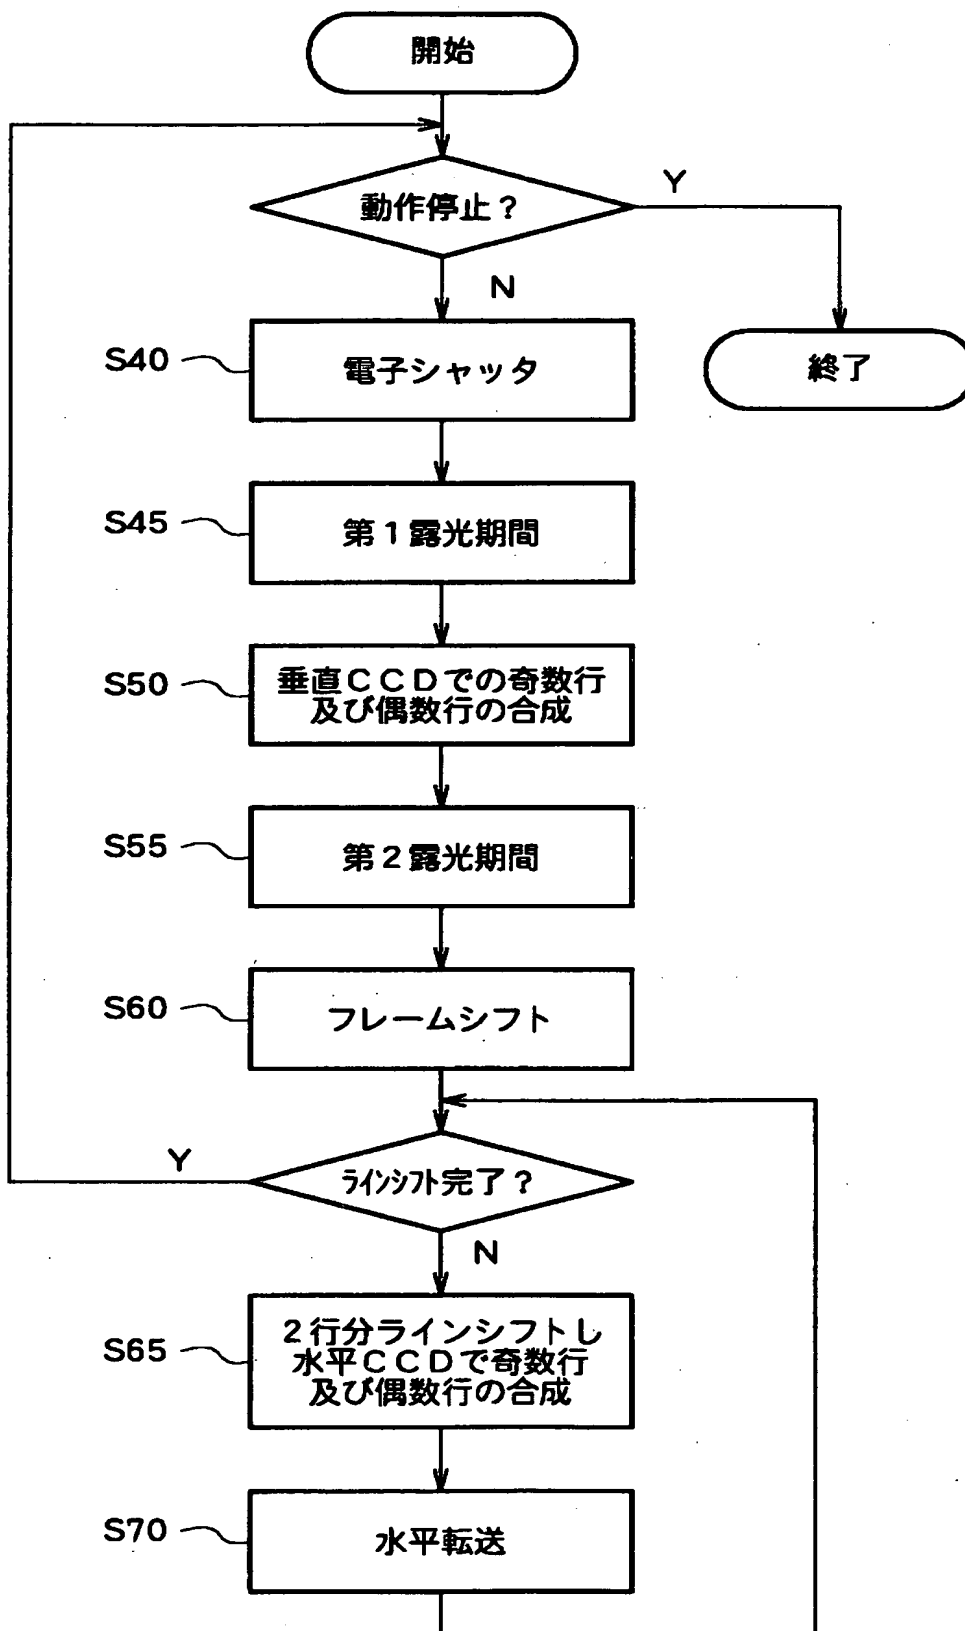 開始
動作停止？
Y
N
終了
S40
電子シャッタ
S45
第１露光期間
S50
垂直ＣＣＤでの奇数行
及び偶数行の合成
S55
第２露光期間
S60
フレームシフト
Y
ﾗｲﾝｼﾌﾄ完了？
N
S65
２行分ラインシフトし
水平ＣＣＤで奇数行
及び偶数行の合成
S70
水平転送